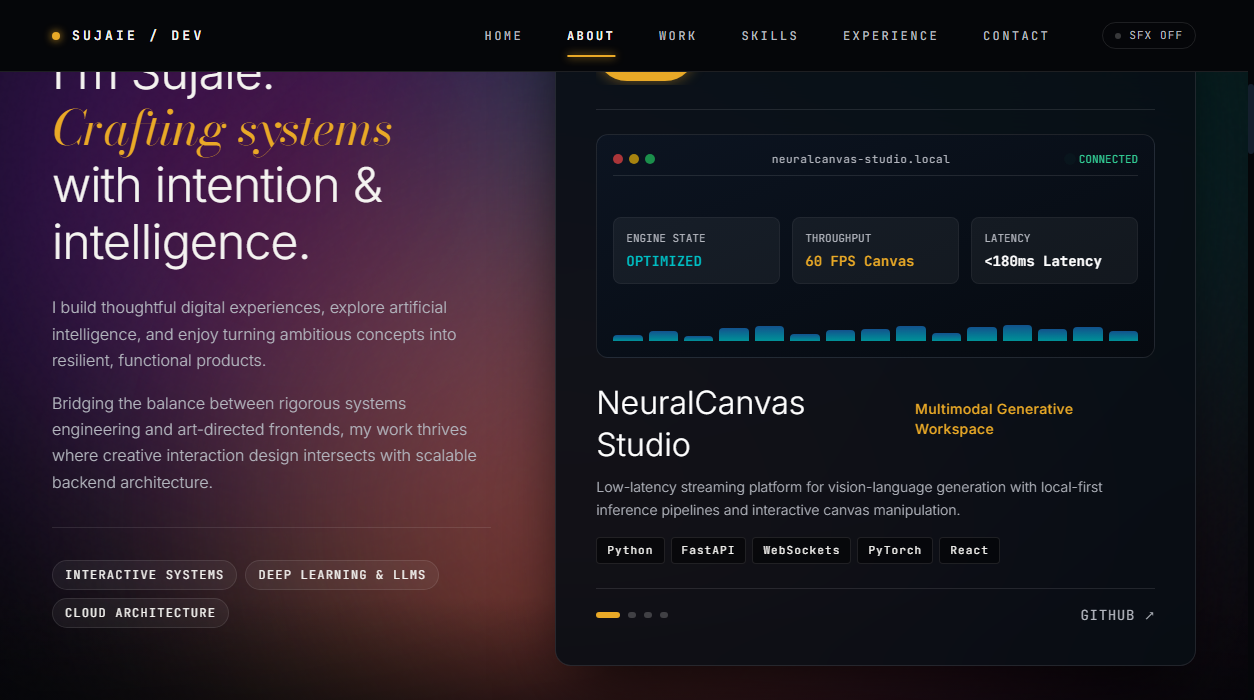 SUJAIE / DEV
HOME
ABOUT
WORK
SKILLS
EXPERIENCE
CONTACT
SFX OFF
I'm Sujaie.
Crafting systems
with intention &
intelligence.
I build thoughtful digital experiences, explore artificial
intelligence, and enjoy turning ambitious concepts into
resilient, functional products.
Bridging the balance between rigorous systems
engineering and art-directed frontends, my work thrives
where creative interaction design intersects with scalable
backend architecture.
INTERACTIVE SYSTEMS
DEEP LEARNING & LLMS
CLOUD ARCHITECTURE
neuralcanvas-studio.local
CONNECTED
ENGINE STATE
OPTIMIZED
THROUGHPUT
60 FPS Canvas
LATENCY
<180ms Latency
NeuralCanvas
Studio
Multimodal Generative
Workspace
Low-latency streaming platform for vision-language generation with local-first
inference pipelines and interactive canvas manipulation.
Python
FastAPI
WebSockets
PyTorch
React
GITHUB ↗